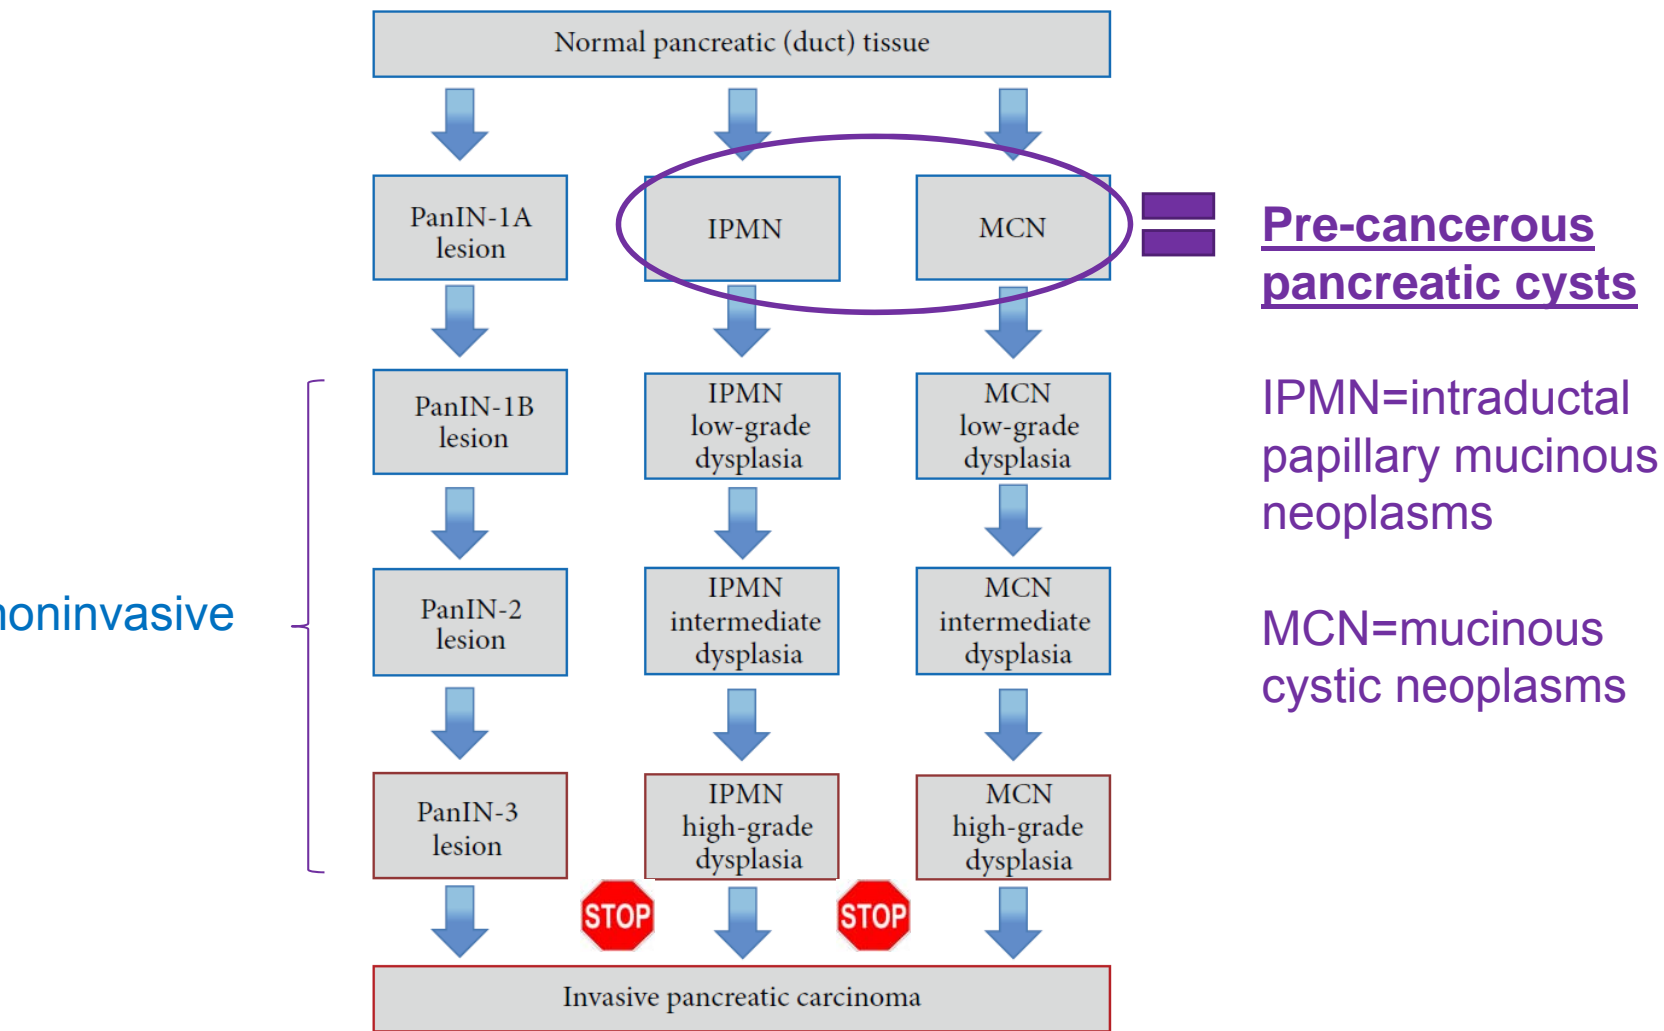 Normal pancreatic (duct) tissue
PanIN-1A
lesion
IPMN
MCN
Pre-cancerous
pancreatic cysts
PanIN-1B
lesion
IPMN
low-grade
dysplasia
MCN
low-grade
dysplasia
IPMN=intraductal
papillary mucinous
neoplasms
noninvasive
PanIN-2
lesion
IPMN
intermediate
dysplasia
MCN
intermediate
dysplasia
MCN=mucinous
cystic neoplasms
PanIN-3
lesion
IPMN
high-grade
dysplasia
MCN
high-grade
dysplasia
STOP
STOP
Invasive pancreatic carcinoma